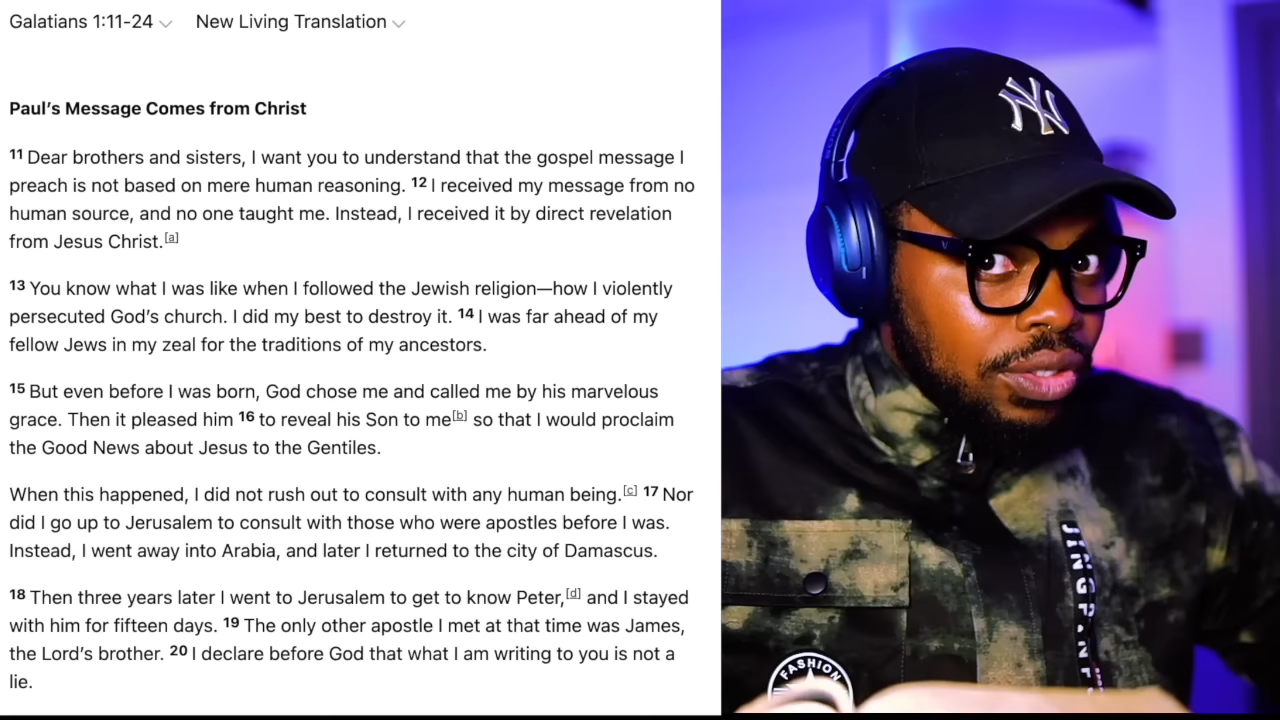 Galatians 1:11-24 New Living Translation
Paul’s Message Comes from Christ
11 Dear brothers and sisters, I want you to understand that the gospel message I
preach is not based on mere human reasoning. 12 I received my message from no
human source, and no one taught me. Instead, I received it by direct revelation
from Jesus Christ.[a]
13 You know what I was like when I followed the Jewish religion—how I violently
persecuted God’s church. I did my best to destroy it. 14 I was far ahead of my
fellow Jews in my zeal for the traditions of my ancestors.
15 But even before I was born, God chose me and called me by his marvelous
grace. Then it pleased him 16 to reveal his Son to me[b] so that I would proclaim
the Good News about Jesus to the Gentiles.
When this happened, I did not rush out to consult with any human being.[c] 17 Nor
did I go up to Jerusalem to consult with those who were apostles before I was.
Instead, I went away into Arabia, and later I returned to the city of Damascus.
18 Then three years later I went to Jerusalem to get to know Peter,[d] and I stayed
with him for fifteen days. 19 The only other apostle I met at that time was James,
the Lord’s brother. 20 I declare before God that what I am writing to you is not a
lie.
NY
SONY
FASHION